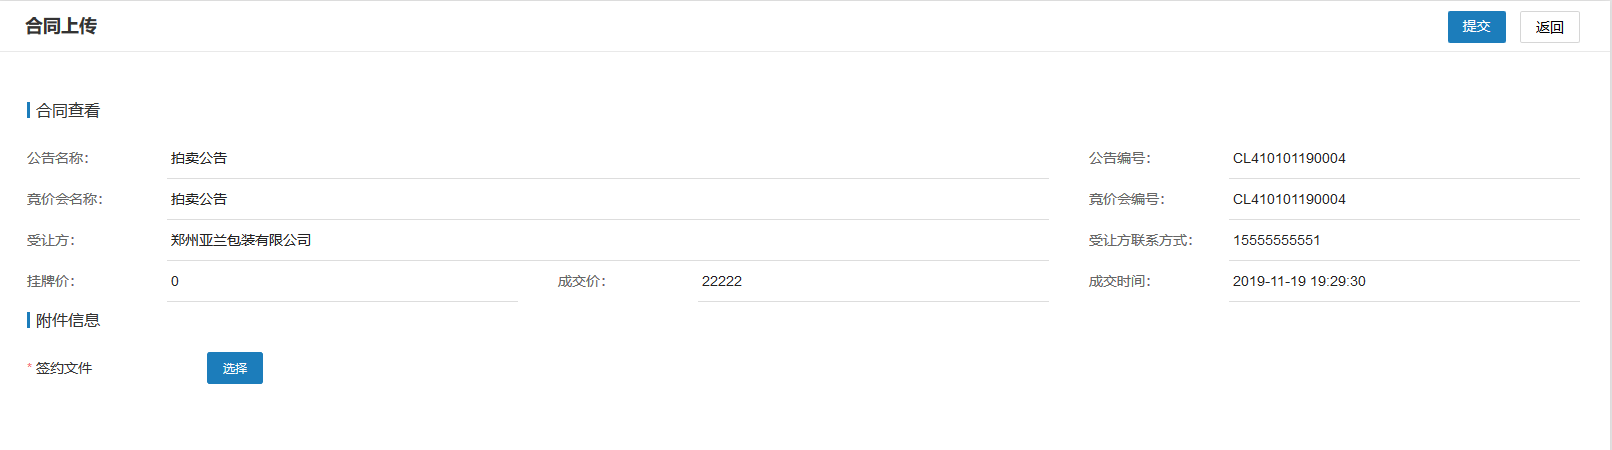 合同上传 提交 返回
合同查看
公告名称: 拍卖公告 公告编号: CL410101190004
竞价会名称: 拍卖公告 竞价会编号: CL410101190004
受让方: 郑州亚兰包装有限公司 受让方联系方式: 15555555551
挂牌价: 0 成交价: 22222 成交时间: 2019-11-19 19:29:30
附件信息
* 签约文件 选择